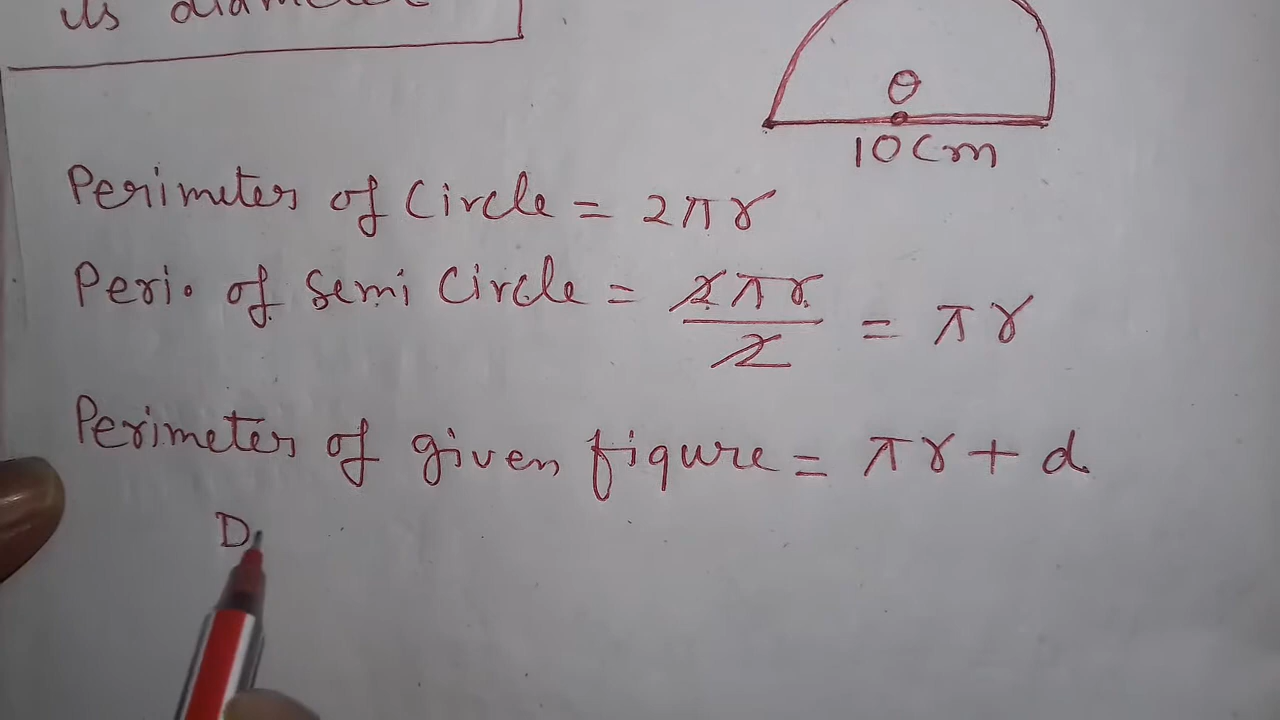 its diameter
θ
10 cm
Perimeter of Circle = 2πr
Peri. of Semi Circle = 2πr / 2 = πr
Perimeter of given figure = πr + d
D